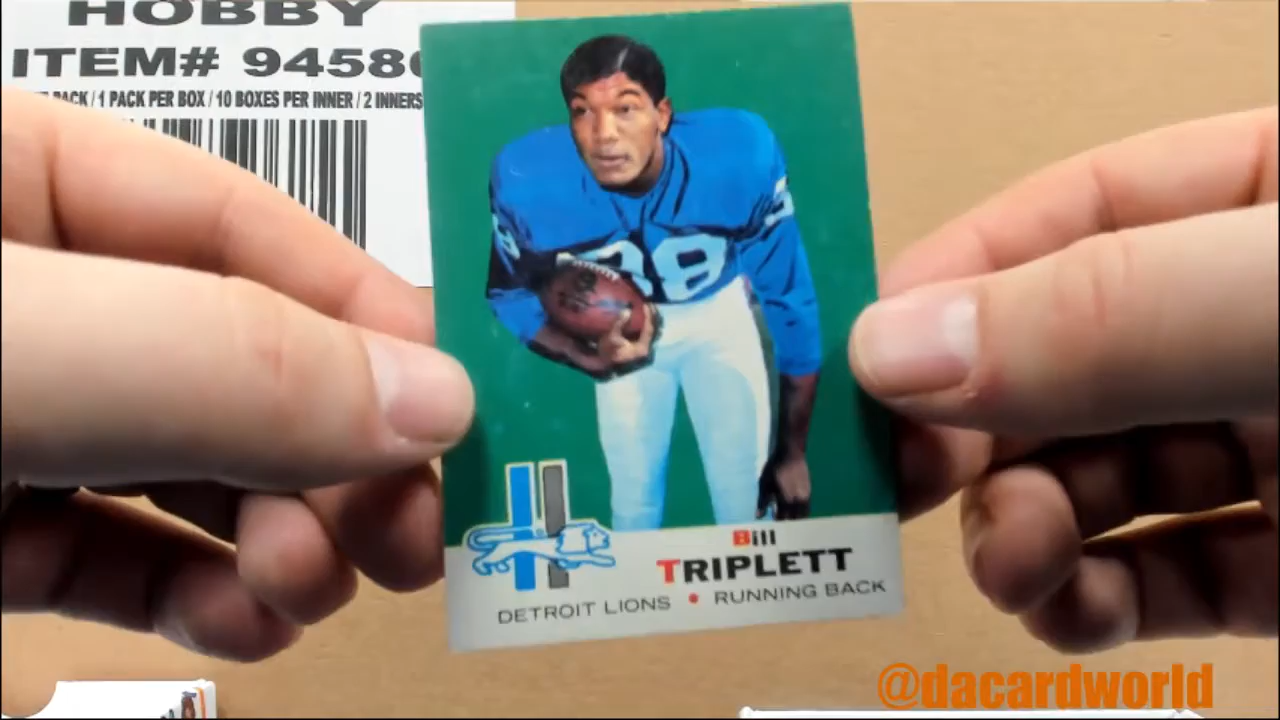 HOBBY
ITEM# 9458
PACK / 1 PACK PER BOX / 10 BOXES PER INNER / 2 INNERS
38
Bill
TRIPLETT
DETROIT LIONS • RUNNING BACK
@dacardworld